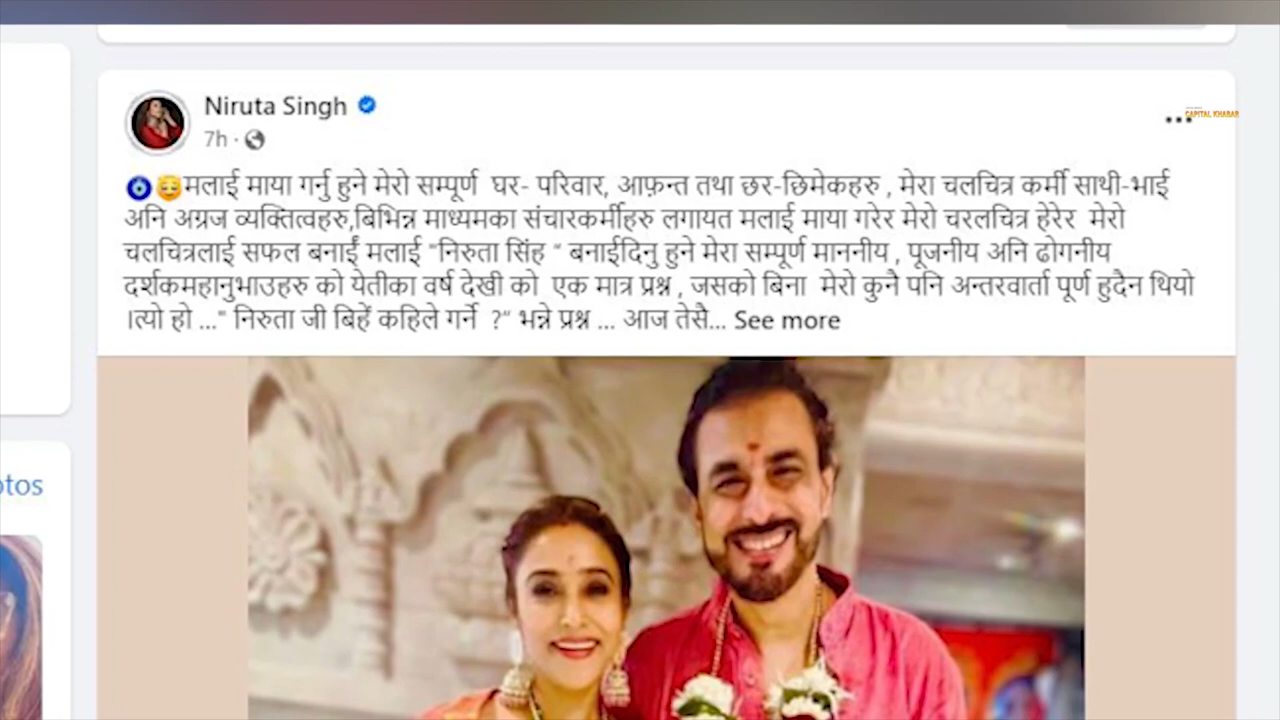 Niruta Singh
7h ·
CAPITAL KHABAR
मलाई माया गर्नु हुने मेरो सम्पूर्ण घर- परिवार, आफ़न्त तथा छर-छिमेकहरु , मेरा चलचित्र कर्मी साथी-भाई
अनि अग्रज व्यक्तित्वहरु,बिभिन्न माध्यमका संचारकर्मीहरु लगायत मलाई माया गरेर मेरो चरलचित्र हेरेर मेरो
चलचित्रलाई सफल बनाईं मलाई "निरुता सिंह " बनाईदिनु हुने मेरा सम्पूर्ण माननीय , पूजनीय अनि ढोगनीय
दर्शकमहानुभाउहरु को येतीका वर्ष देखी को एक मात्र प्रश्न , जसको बिना मेरो कुनै पनि अन्तरवार्ता पूर्ण हुदैन थियो
।त्यो हो ..." निरुता जी बिहें कहिले गर्ने ?" भन्ने प्रश्न ... आज तेसै... See more
otos